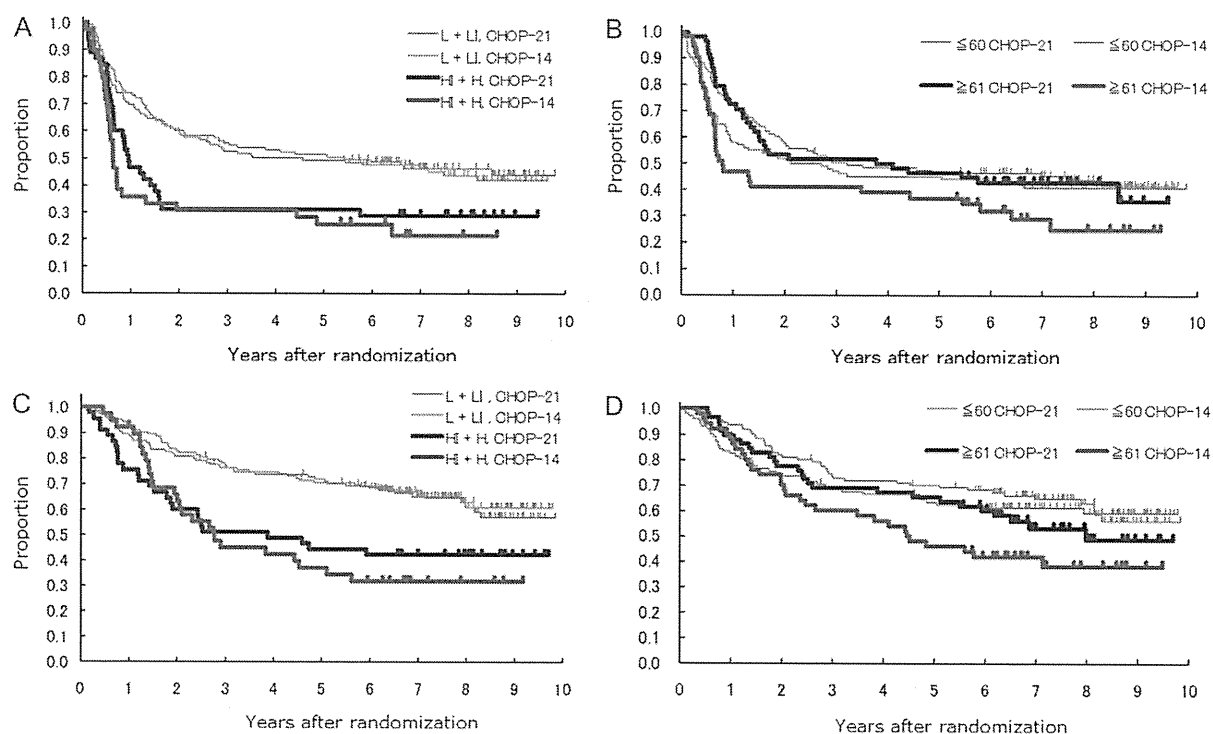 A
Proportion
1.0
0.9
0.8
0.7
0.6
0.5
0.4
0.3
0.2
0.1
0.0
0 1 2 3 4 5 6 7 8 9 10
Years after randomization
L + LI, CHOP-21
L + LI, CHOP-14
HI + H, CHOP-21
HI + H, CHOP-14
B
Proportion
1.0
0.9
0.8
0.7
0.6
0.5
0.4
0.3
0.2
0.1
0.0
0 1 2 3 4 5 6 7 8 9 10
Years after randomization
≦60 CHOP-21 ≦60 CHOP-14
≧61 CHOP-21 ≧61 CHOP-14
C
Proportion
1.0
0.9
0.8
0.7
0.6
0.5
0.4
0.3
0.2
0.1
0.0
0 1 2 3 4 5 6 7 8 9 10
Years after randomization
L + LI, CHOP-21
L + LI, CHOP-14
HI + H, CHOP-21
HI + H, CHOP-14
D
Proportion
1.0
0.9
0.8
0.7
0.6
0.5
0.4
0.3
0.2
0.1
0.0
0 1 2 3 4 5 6 7 8 9 10
Years after randomization
≦60 CHOP-21 ≦60 CHOP-14
≧61 CHOP-21 ≧61 CHOP-14